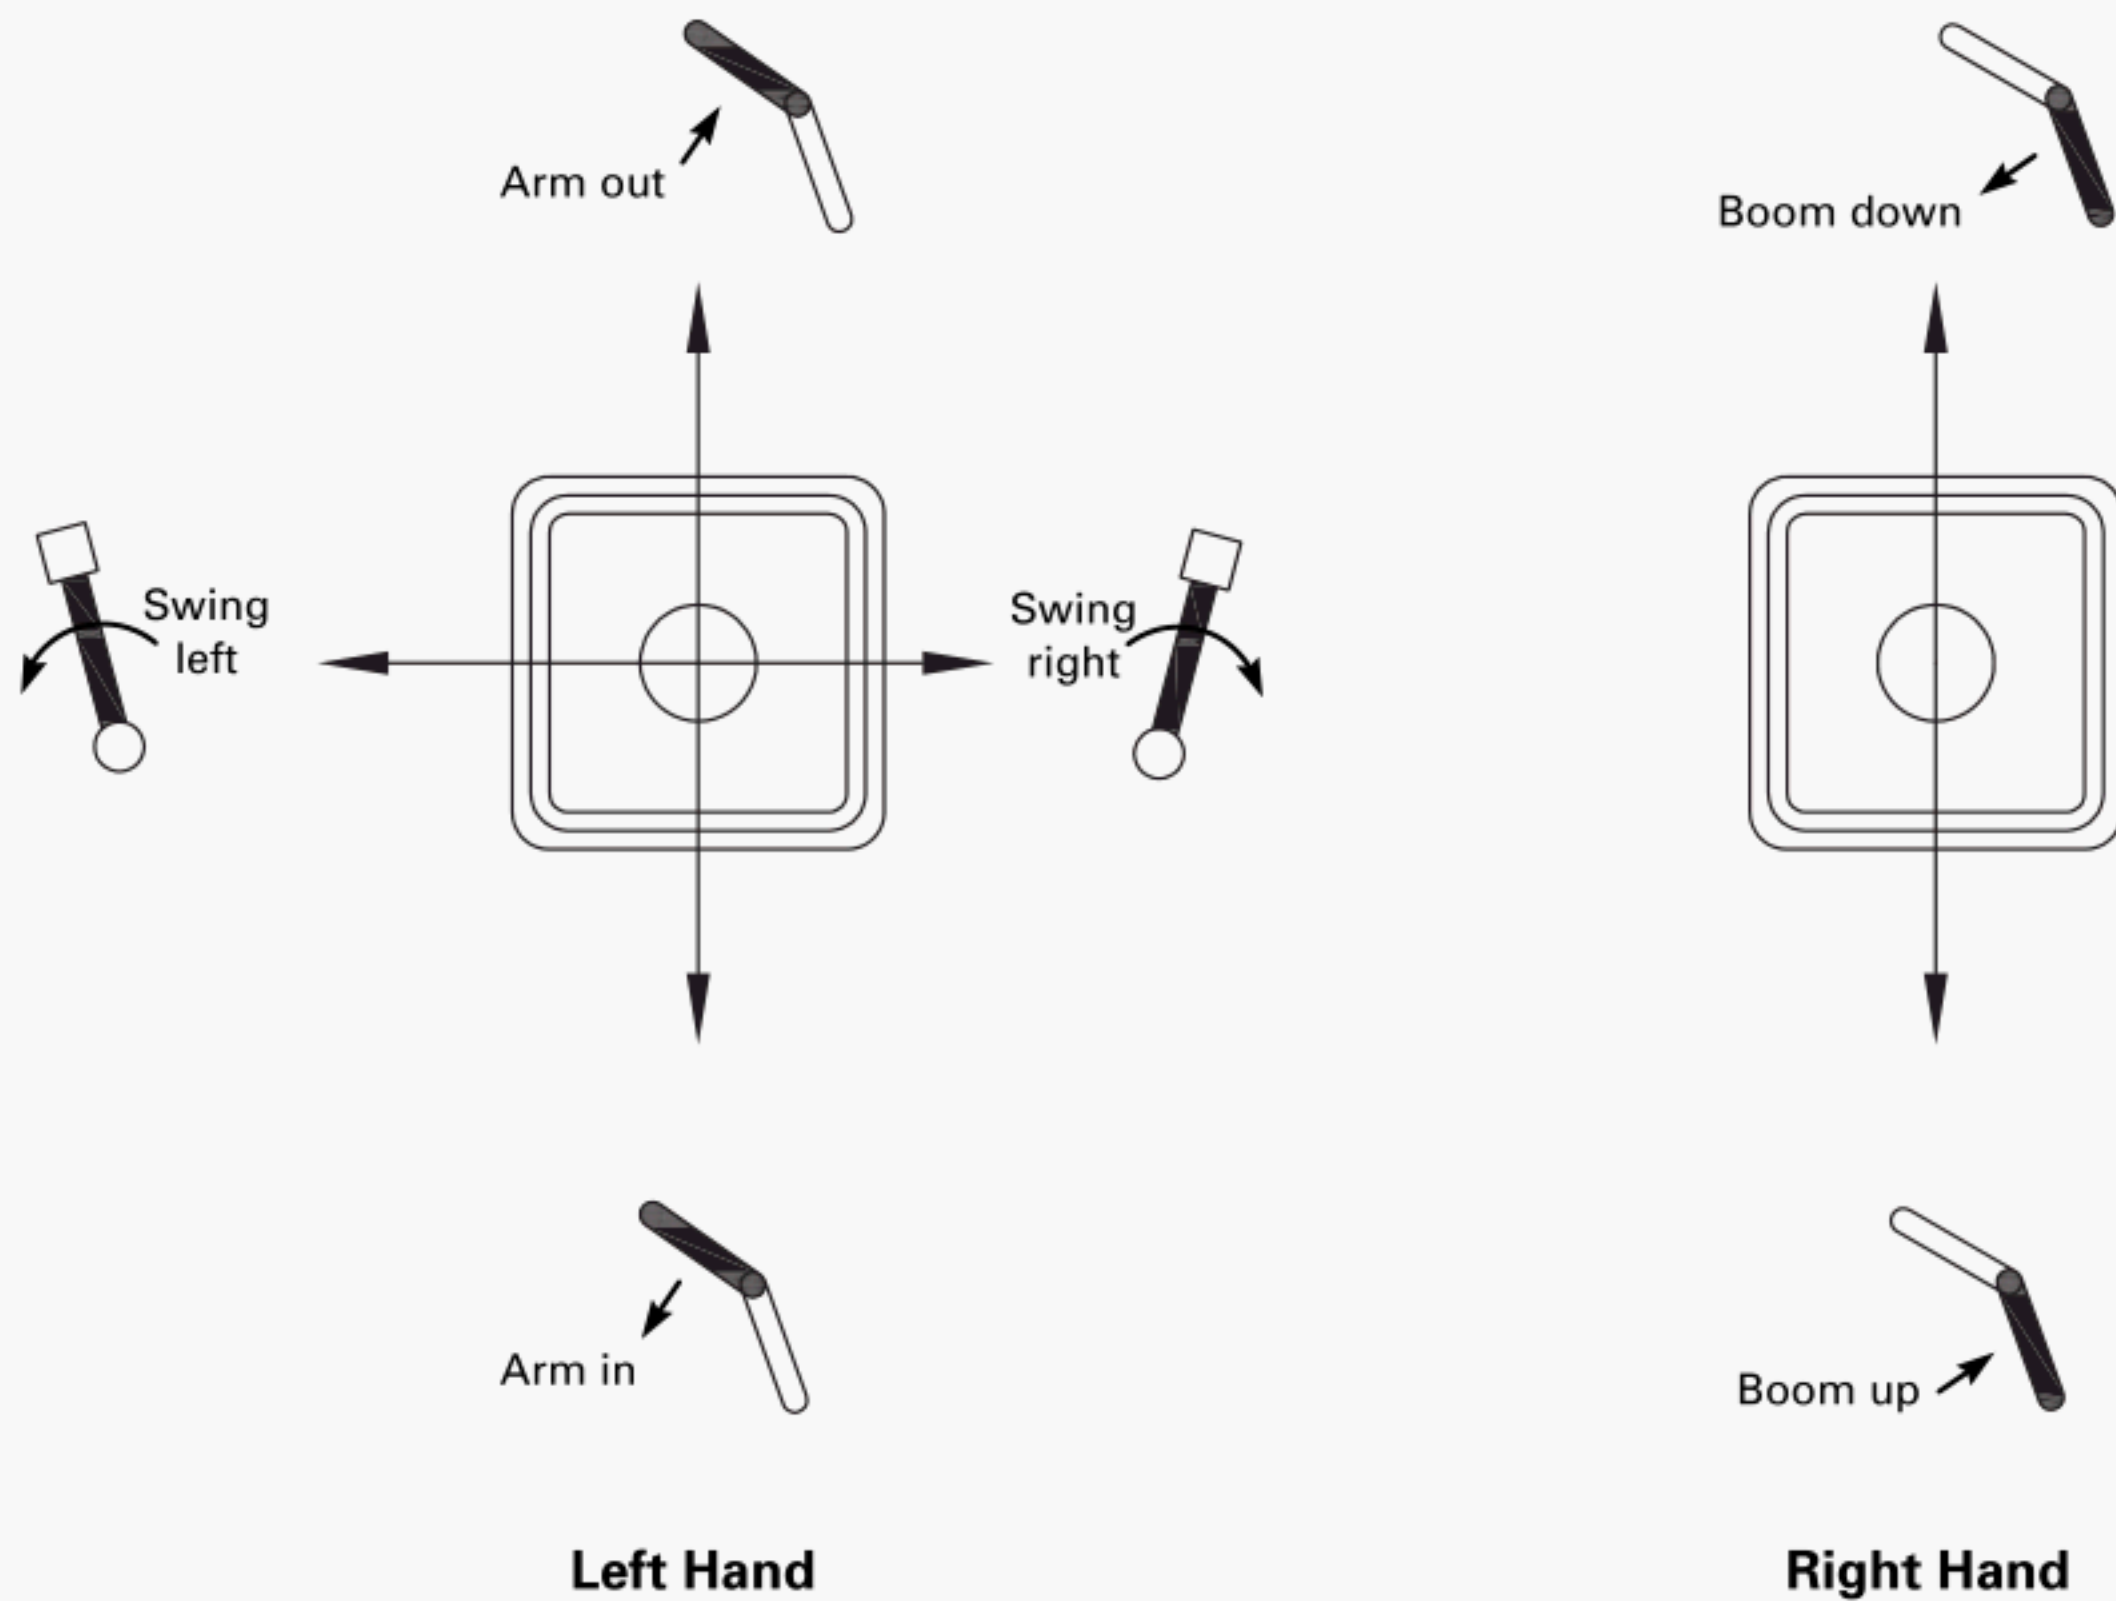 Arm out
Boom down
Swing
left
Swing
right
Arm in
Boom up
Left Hand
Right Hand